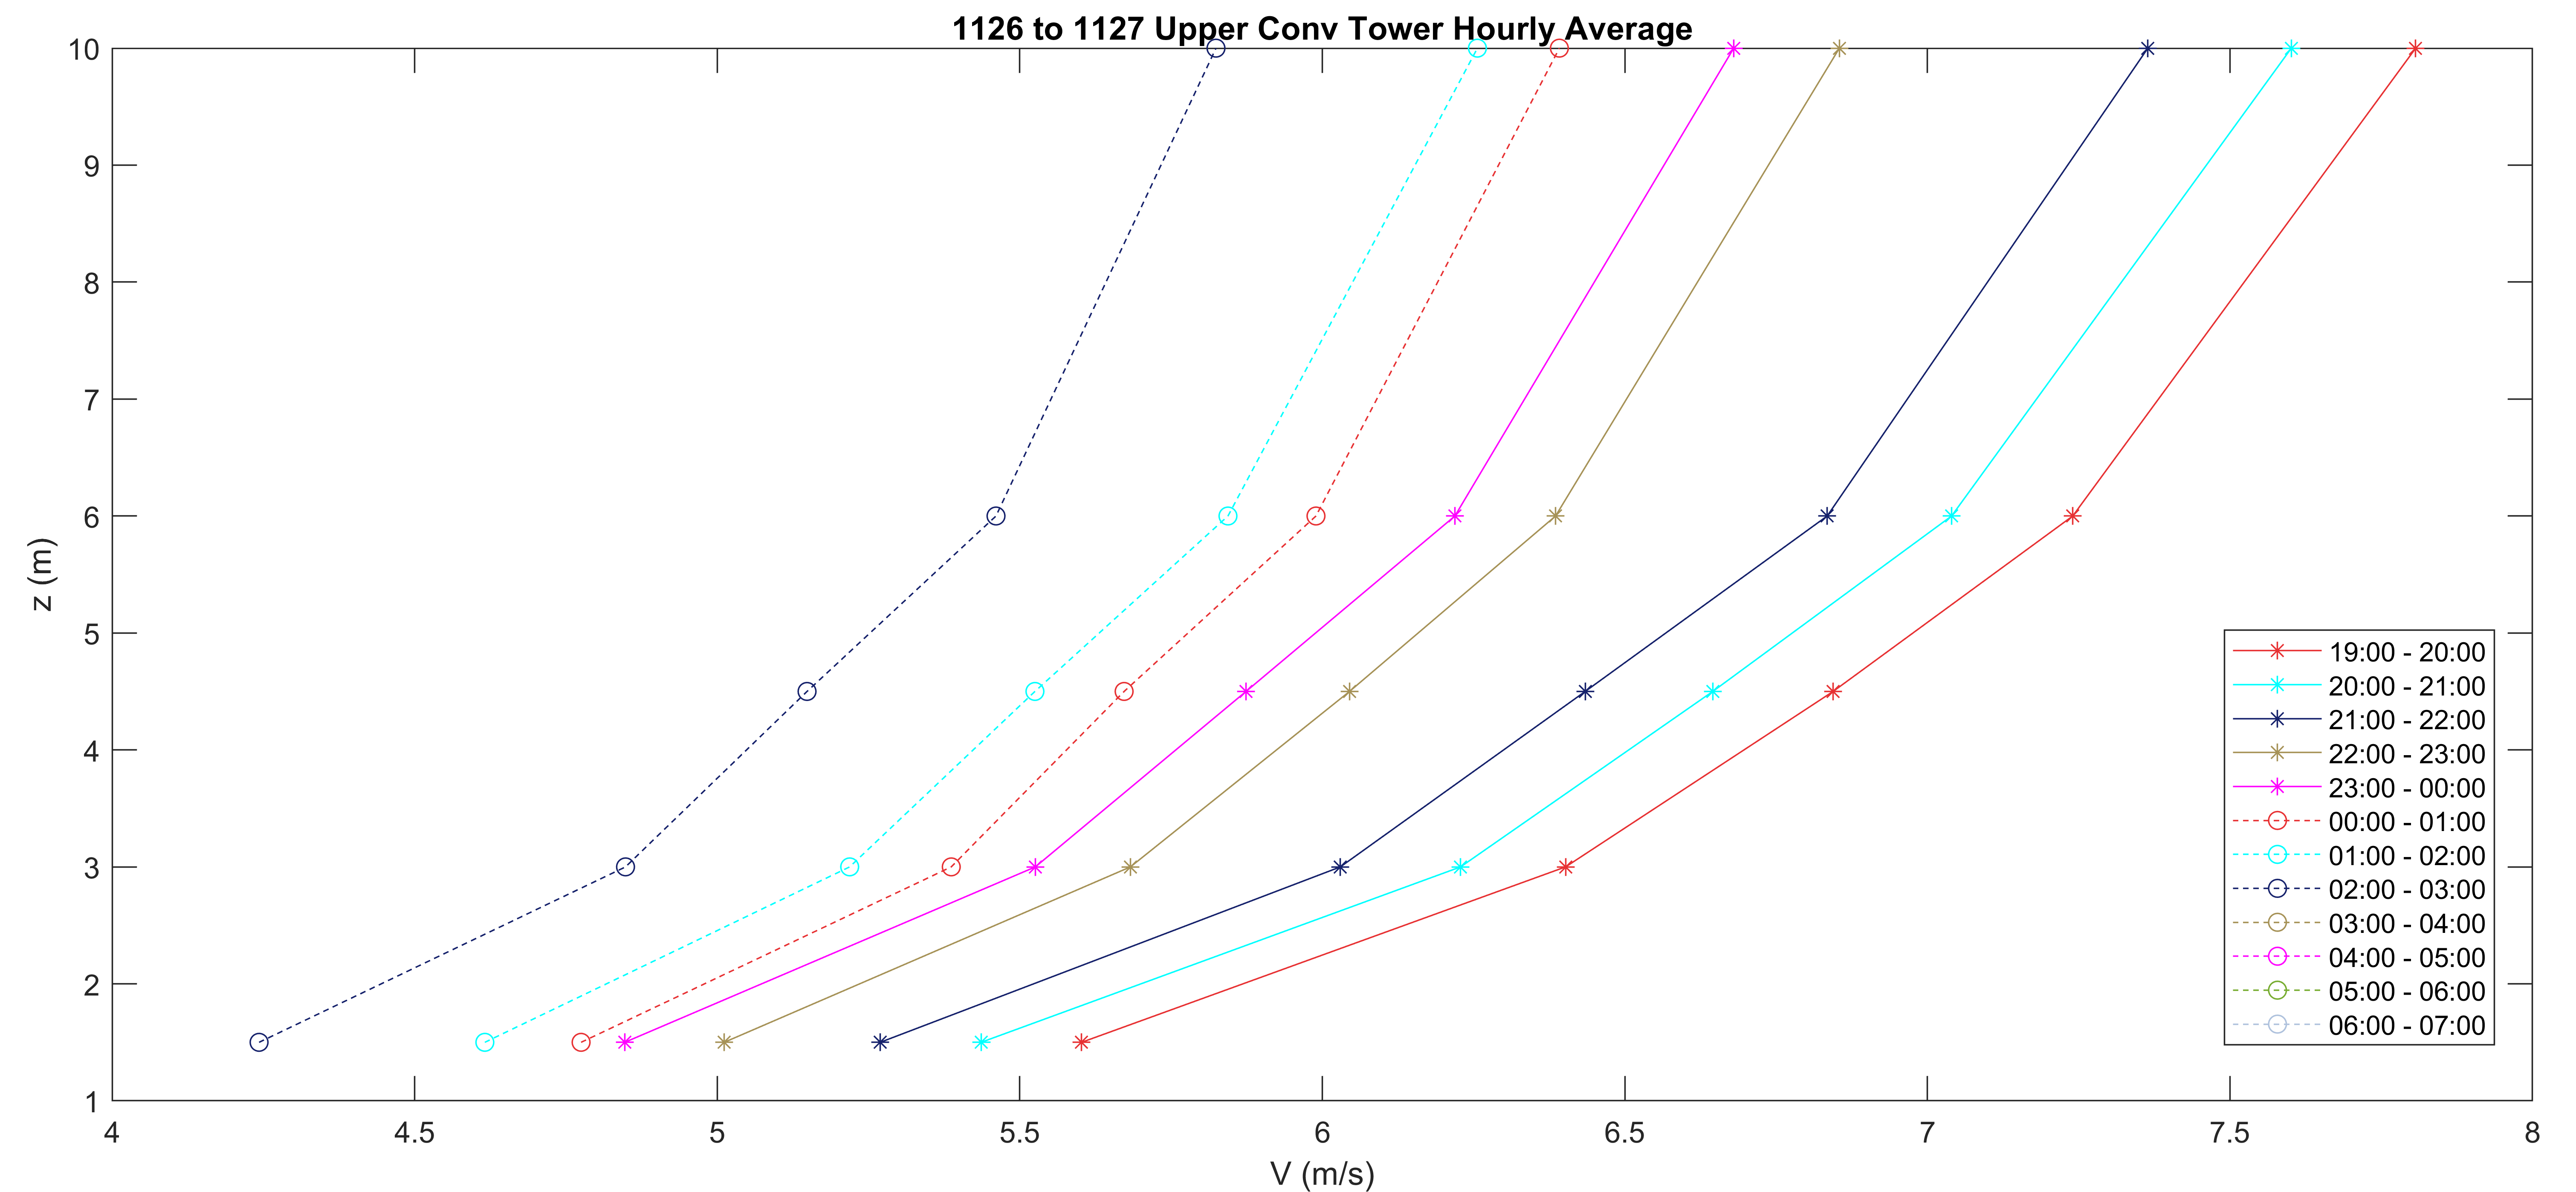 1126 to 1127 Upper Conv Tower Hourly Average
10
9
8
7
6
5
4
3
2
1
z (m)
4 4.5 5 5.5 6 6.5 7 7.5 8
V (m/s)
19:00 - 20:00
20:00 - 21:00
21:00 - 22:00
22:00 - 23:00
23:00 - 00:00
00:00 - 01:00
01:00 - 02:00
02:00 - 03:00
03:00 - 04:00
04:00 - 05:00
05:00 - 06:00
06:00 - 07:00